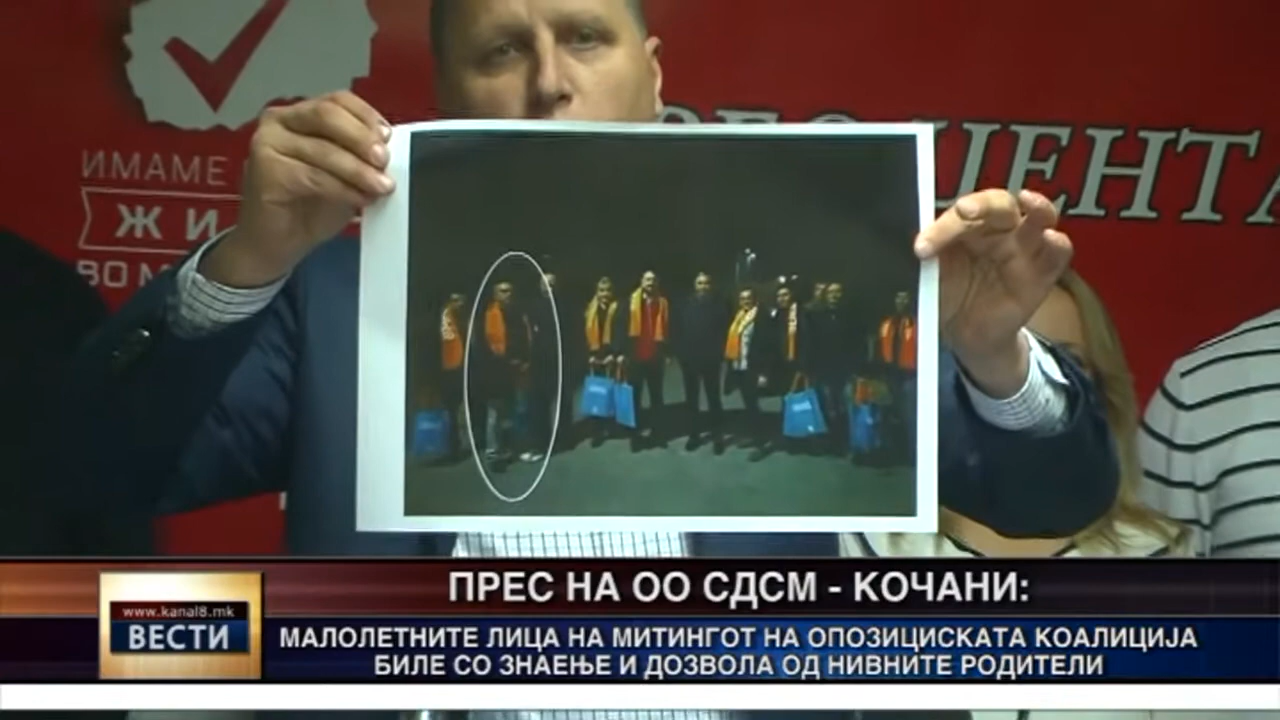 ИМАМЕ
ЖИ
ВО М
ЦЕНТА
ПРЕС НА ОО СДСМ - КОЧАНИ:
www.kanal8.mk
ВЕСТИ
МАЛОЛЕТНИТЕ ЛИЦА НА МИТИНГОТ НА ОПОЗИЦИСКАТА КОАЛИЦИЈА
БИЛЕ СО ЗНАЕЊЕ И ДОЗВОЛА ОД НИВНИТЕ РОДИТЕЛИ